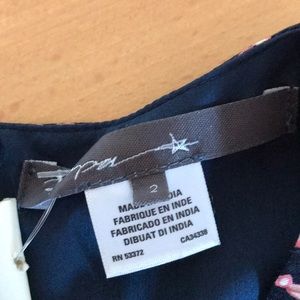 2
MADE IN INDIA
FABRIQUE EN INDE
FABRICADO EN INDIA
DIBUAT DI INDIA
RN 53372 CA34338